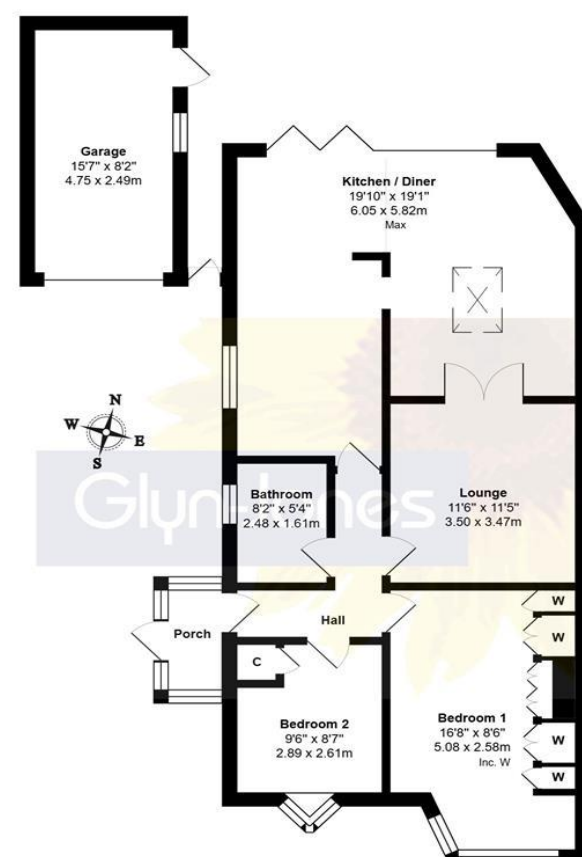 Garage
15'7" x 8'2"
4.75 x 2.49m
Kitchen / Diner
19'10" x 19'1"
6.05 x 5.82m
Max
N
W
E
S
Glyn-Jones
Bathroom
8'2" x 5'4"
2.48 x 1.61m
Lounge
11'6" x 11'5"
3.50 x 3.47m
Porch
Hall
W
W
C
Bedroom 2
9'6" x 8'7"
2.89 x 2.61m
Bedroom 1
16'8" x 8'6"
5.08 x 2.58m
Inc. W
W
W